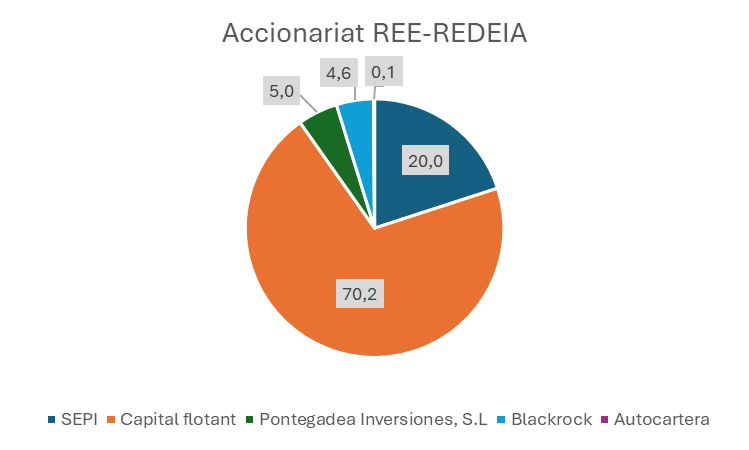 Accionariat REE-REDEIA
4,6
0,1
5,0
20,0
70,2
SEPI
Capital flotant
Pontegadea Inversiones, S.L
Blackrock
Autocartera